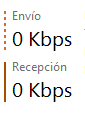 Envío
0 Kbps
Recepción
0 Kbps